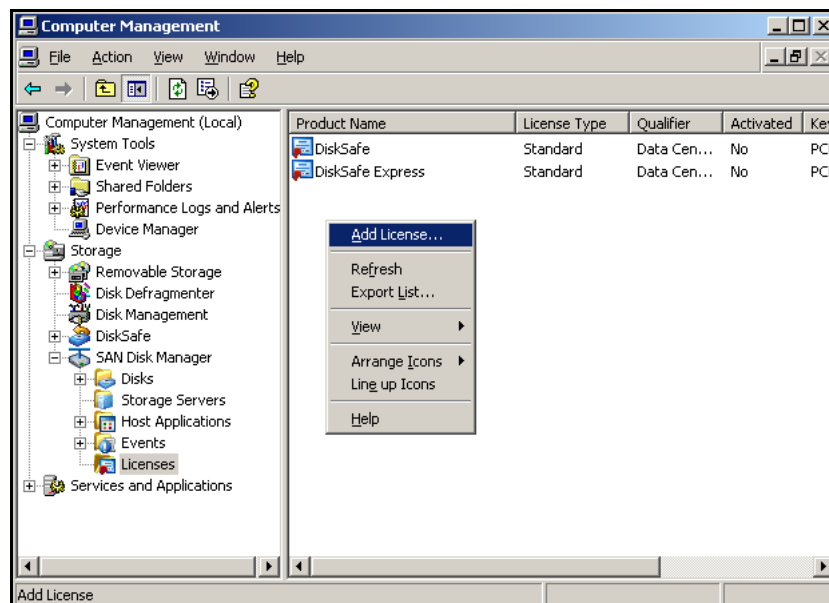 Computer Management
File Action View Window Help
Computer Management (Local)
System Tools
Event Viewer
Shared Folders
Performance Logs and Alerts
Device Manager
Storage
Removable Storage
Disk Defragmenter
Disk Management
DiskSafe
SAN Disk Manager
Disks
Storage Servers
Host Applications
Events
Licenses
Services and Applications
Product Name License Type Qualifier Activated Key
DiskSafe Standard Data Cen... No PC
DiskSafe Express Standard Data Cen... No PC
Add License...
Refresh
Export List...
View
Arrange Icons
Line up Icons
Help
Add License